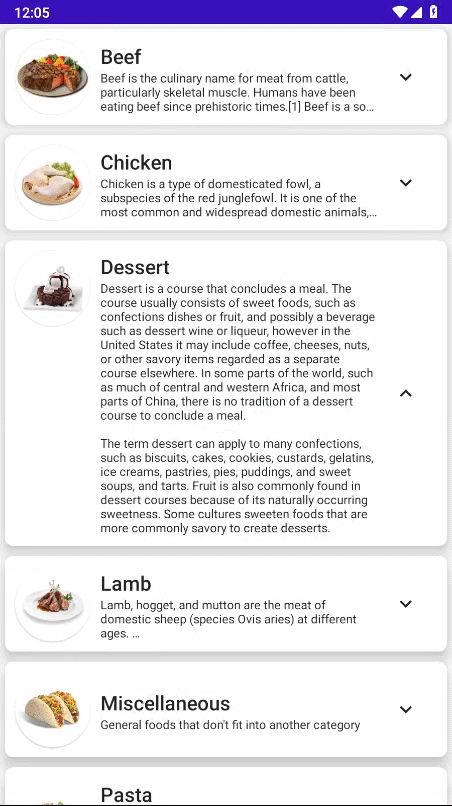 12:05
Beef
Beef is the culinary name for meat from cattle,
particularly skeletal muscle. Humans have been
eating beef since prehistoric times.[1] Beef is a so…
Chicken
Chicken is a type of domesticated fowl, a
subspecies of the red junglefowl. It is one of the
most common and widespread domestic animals,…
Dessert
Dessert is a course that concludes a meal. The
course usually consists of sweet foods, such as
confections dishes or fruit, and possibly a beverage
such as dessert wine or liqueur, however in the
United States it may include coffee, cheeses, nuts,
or other savory items regarded as a separate
course elsewhere. In some parts of the world, such
as much of central and western Africa, and most
parts of China, there is no tradition of a dessert
course to conclude a meal.
The term dessert can apply to many confections,
such as biscuits, cakes, cookies, custards, gelatins,
ice creams, pastries, pies, puddings, and sweet
soups, and tarts. Fruit is also commonly found in
dessert courses because of its naturally occurring
sweetness. Some cultures sweeten foods that are
more commonly savory to create desserts.
Lamb
Lamb, hogget, and mutton are the meat of
domestic sheep (species Ovis aries) at different
ages. …
Miscellaneous
General foods that don't fit into another category
Pasta